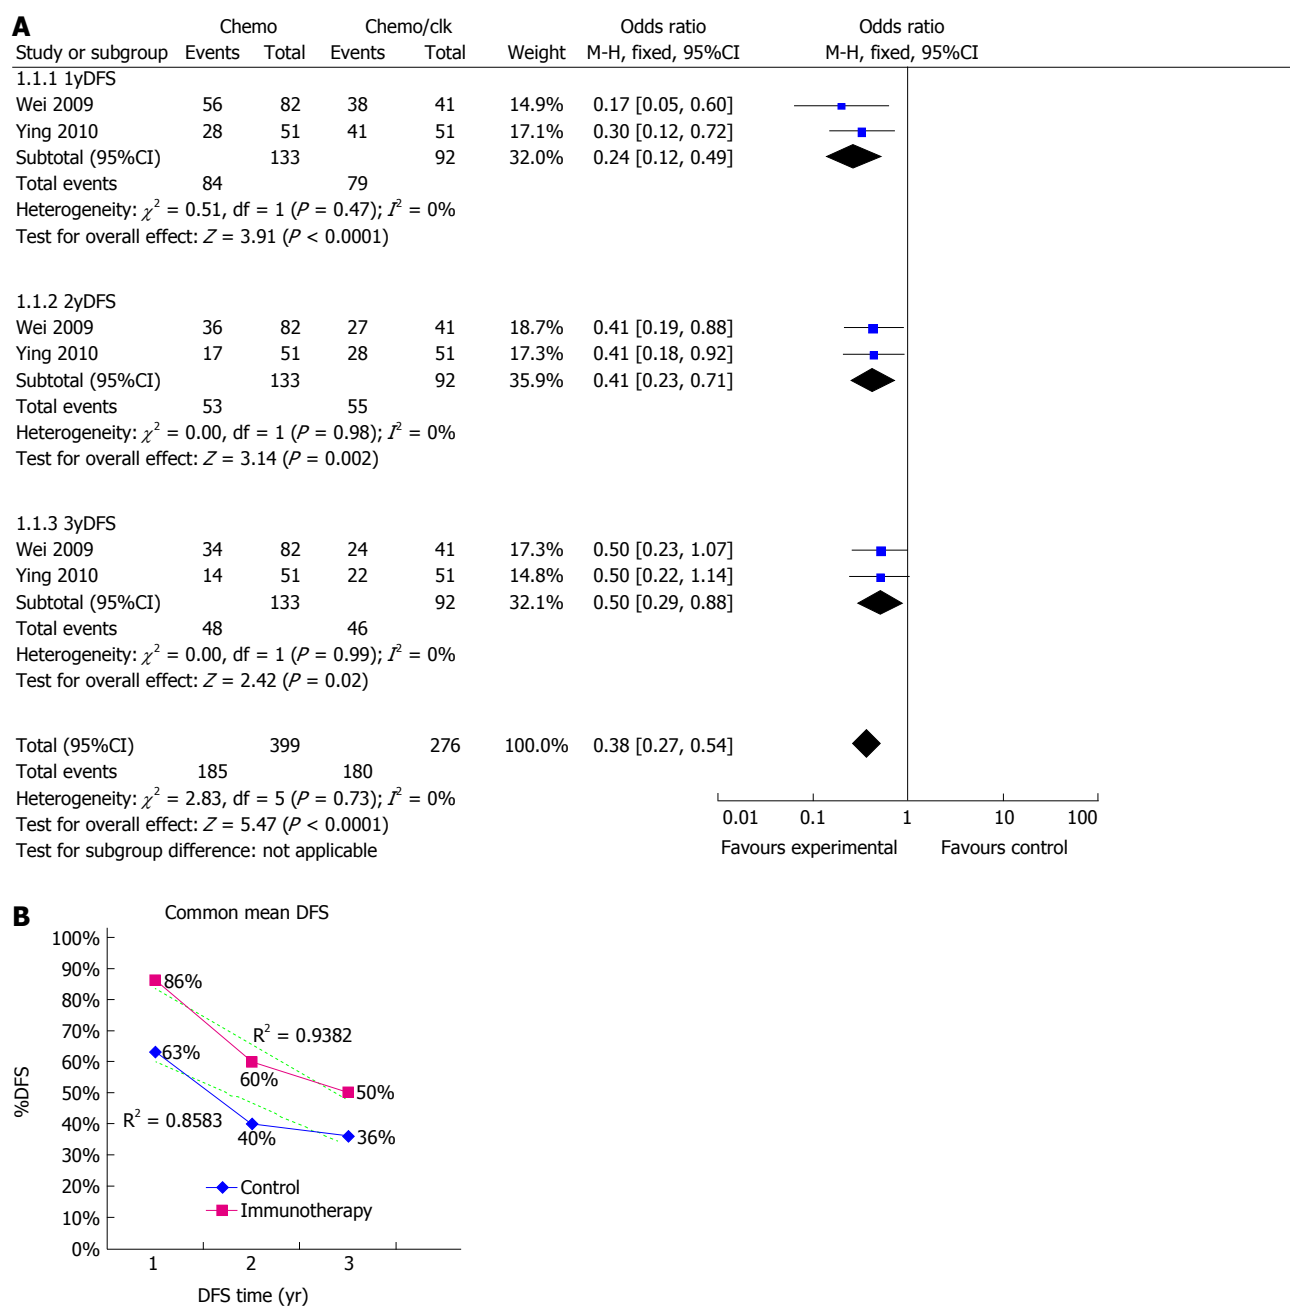 A
Chemo Chemo/clk Odds ratio Odds ratio
Study or subgroup Events Total Events Total Weight M-H, fixed, 95%CI M-H, fixed, 95%CI
1.1.1 1yDFS
Wei 2009 56 82 38 41 14.9% 0.17 [0.05, 0.60]
Ying 2010 28 51 41 51 17.1% 0.30 [0.12, 0.72]
Subtotal (95%CI) 133 92 32.0% 0.24 [0.12, 0.49]
Total events 84 79
Heterogeneity: χ² = 0.51, df = 1 (P = 0.47); I² = 0%
Test for overall effect: Z = 3.91 (P < 0.0001)
1.1.2 2yDFS
Wei 2009 36 82 27 41 18.7% 0.41 [0.19, 0.88]
Ying 2010 17 51 28 51 17.3% 0.41 [0.18, 0.92]
Subtotal (95%CI) 133 92 35.9% 0.41 [0.23, 0.71]
Total events 53 55
Heterogeneity: χ² = 0.00, df = 1 (P = 0.98); I² = 0%
Test for overall effect: Z = 3.14 (P = 0.002)
1.1.3 3yDFS
Wei 2009 34 82 24 41 17.3% 0.50 [0.23, 1.07]
Ying 2010 14 51 22 51 14.8% 0.50 [0.22, 1.14]
Subtotal (95%CI) 133 92 32.1% 0.50 [0.29, 0.88]
Total events 48 46
Heterogeneity: χ² = 0.00, df = 1 (P = 0.99); I² = 0%
Test for overall effect: Z = 2.42 (P = 0.02)
Total (95%CI) 399 276 100.0% 0.38 [0.27, 0.54]
Total events 185 180
Heterogeneity: χ² = 2.83, df = 5 (P = 0.73); I² = 0%
Test for overall effect: Z = 5.47 (P < 0.0001)
Test for subgroup difference: not applicable
0.01 0.1 1 10 100
Favours experimental Favours control
B
Common mean DFS
100%
90%
80%
70%
60%
50%
40%
30%
20%
10%
0%
%DFS
86%
63%
R² = 0.9382
60%
50%
R² = 0.8583
40%
36%
Control
Immunotherapy
1 2 3
DFS time (yr)